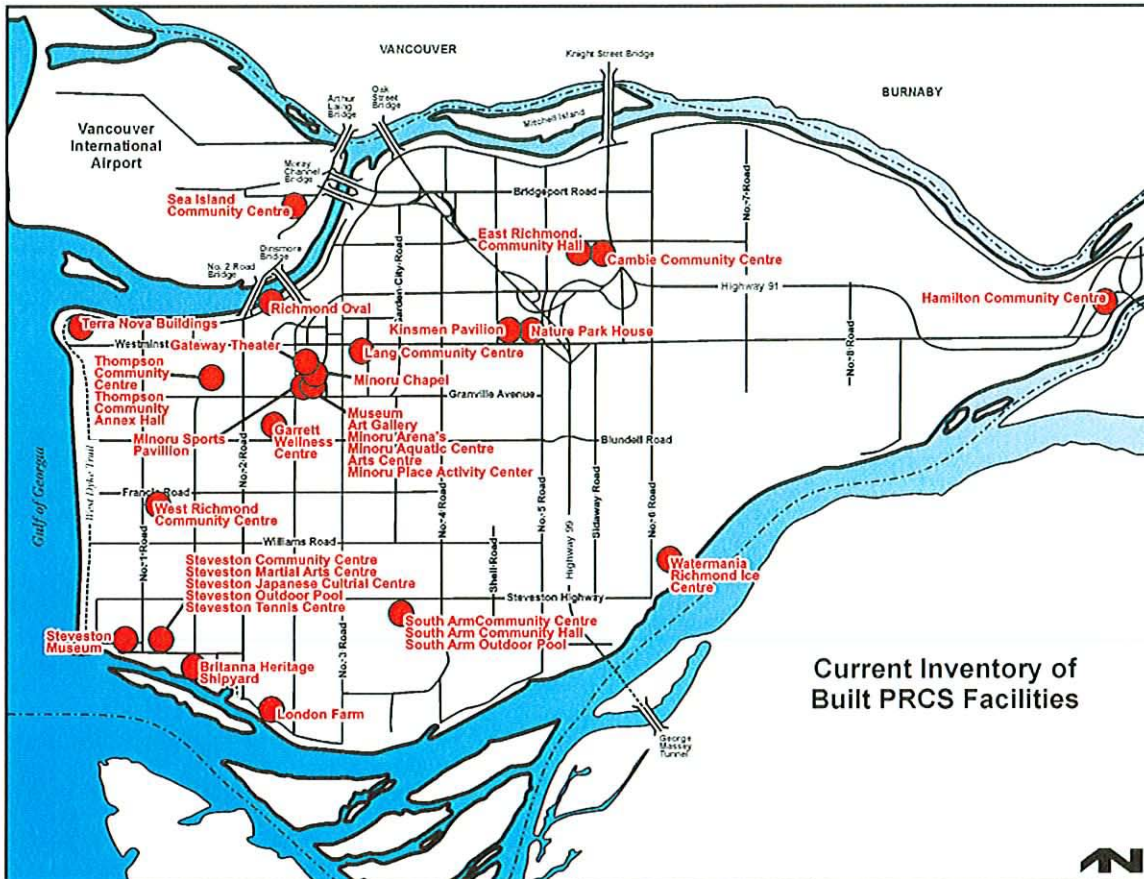 VANCOUVER
Knight Street Bridge
BURNABY
Oak
Street
Bridge
Arthur
Laing
Bridge
Mitchell Island
Vancouver
International
Airport
Moray
Channel
Bridge
Bridgeport Road
No.-7-Road
Sea Island
Community Centre
East Richmond
Community Hall
Cambie Community Centre
Dinsmore
Bridge
No. 2 Road
Bridge
Garden-City-Road
Highway 91
Hamilton Community Centre
Richmond Oval
Terra Nova Buildings
Kinsmen Pavilion
Nature Park House
Westminst
Gateway Theater
Lang Community Centre
No.-8-Road
Thompson
Community
Centre
Thompson
Community
Annex Hall
Minoru Chapel
Granville Avenue
Minoru Sports
Pavillion
Garrett
Wellness
Centre
Museum
Art Gallery
Minoru Arena's
Minoru Aquatic Centre
Arts Centre
Minoru Place Activity Center
Blundell Road
Gulf of Georgia
West Dyke Trail
No.-1-Road
No.-2-Road
No.-3-Road
No.-4-Road
Shell-Road
No.-5-Road
Highway 99
Sidaway Road
No.-6-Road
Francis Road
West Richmond
Community Centre
Williams Road
Steveston Community Centre
Steveston Martial Arts Centre
Steveston Japanese Cultrial Centre
Steveston Outdoor Pool
Steveston Tennis Centre
Watermania
Richmond Ice
Centre
Steveston Highway
South ArmCommunity Centre
South Arm Community Hall
South Arm Outdoor Pool
Steveston
Museum
Britanna Heritage
Shipyard
London Farm
Current Inventory of
Built PRCS Facilities
George
Massey
Tunnel
N